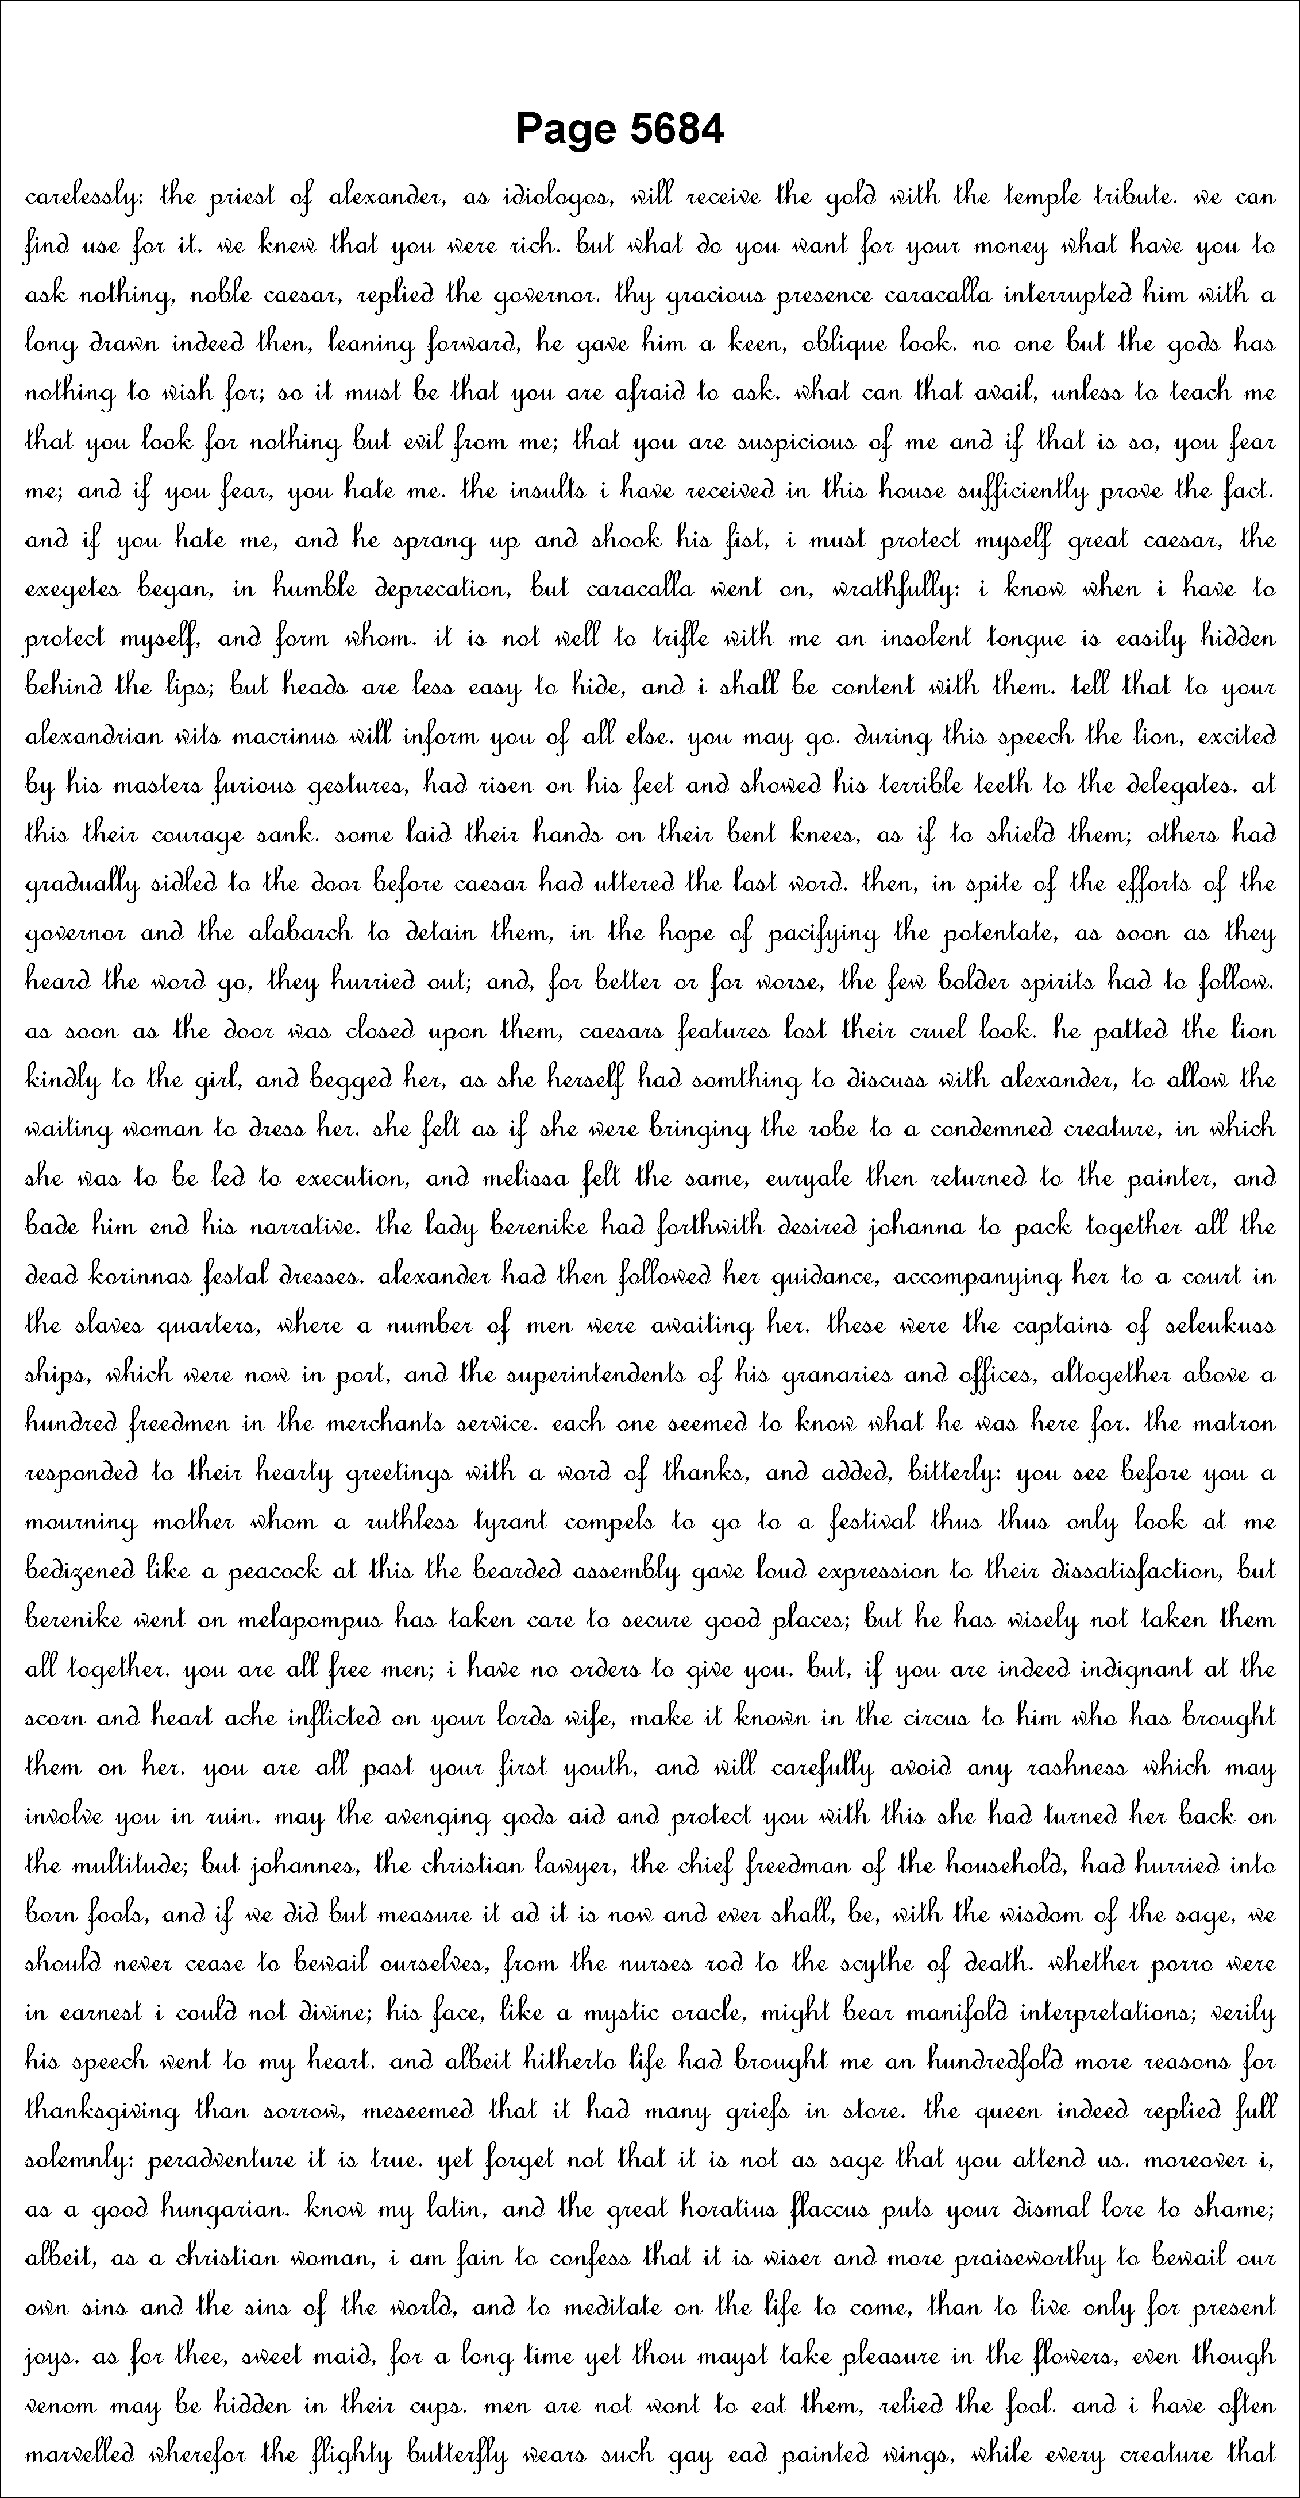 Page 5684
carelessly: the priest of alexander, as idiologos, will receive the gold with the temple tribute. we can
find use for it. we knew that you were rich. but what do you want for your money what have you to
ask nothing, noble caesar, replied the governor. thy gracious presence caracalla interrupted him with a
long drawn indeed then, leaning forward, he gave him a keen, oblique look. no one but the gods has
nothing to wish for; so it must be that you are afraid to ask. what can that avail, unless to teach me
that you look for nothing but evil from me; that you are suspicious of me and if that is so, you fear
me; and if you fear, you hate me. the insults i have received in this house sufficiently prove the fact.
and if you hate me, and he sprang up and shook his fist, i must protect myself great caesar, the
exegetes began, in humble deprecation, but caracalla went on, wrathfully: i know when i have to
protect myself, and form whom. it is not well to trifle with me an insolent tongue is easily hidden
behind the lips; but heads are less easy to hide, and i shall be content with them. tell that to your
alexandrian wits macrinus will inform you of all else. you may go. during this speech the lion, excited
by his masters furious gestures, had risen on his feet and showed his terrible teeth to the delegates. at
this their courage sank. some laid their hands on their bent knees, as if to shield them; others had
gradually sidled to the door before caesar had uttered the last word. then, in spite of the efforts of the
governor and the alabarch to detain them, in the hope of pacifying the potentate, as soon as they
heard the word go, they hurried out; and, for better or for worse, the few bolder spirits had to follow.
as soon as the door was closed upon them, caesars features lost their cruel look. he patted the lion
kindly to the girl, and begged her, as she herself had somthing to discuss with alexander, to allow the
waiting woman to dress her. she felt as if she were bringing the robe to a condemned creature, in which
she was to be led to execution, and melissa felt the same, euryale then returned to the painter, and
bade him end his narrative. the lady berenike had forthwith desired johanna to pack together all the
dead korinnas festal dresses. alexander had then followed her guidance, accompanying her to a court in
the slaves quarters, where a number of men were awaiting her. these were the captains of seleukuss
ships, which were now in port, and the superintendents of his granaries and offices, altogether above a
hundred freedmen in the merchants service. each one seemed to know what he was here for. the matron
responded to their hearty greetings with a word of thanks, and added, bitterly: you see before you a
mourning mother whom a ruthless tyrant compels to go to a festival thus thus only look at me
bedizened like a peacock at this the bearded assembly gave loud expression to their dissatisfaction, but
berenike went on melapompus has taken care to secure good places; but he has wisely not taken them
all together. you are all free men; i have no orders to give you. but, if you are indeed indignant at the
scorn and heart ache inflicted on your lords wife, make it known in the circus to him who has brought
them on her. you are all past your first youth, and will carefully avoid any rashness which may
involve you in ruin. may the avenging gods aid and protect you with this she had turned her back on
the multitude; but johannes, the christian lawyer, the chief freedman of the household, had hurried into
born fools, and if we did but measure it ad it is now and ever shall, be, with the wisdom of the sage, we
should never cease to bewail ourselves, from the nurses rod to the scythe of death. whether porro were
in earnest i could not divine; his face, like a mystic oracle, might bear manifold interpretations; verily
his speech went to my heart. and albeit hitherto life had brought me an hundredfold more reasons for
thanksgiving than sorrow, meseemed that it had many griefs in store. the queen indeed replied full
solemnly: peradventure it is true. yet forget not that it is not as sage that you attend us. moreover i,
as a good hungarian. know my latin, and the great horatius flaccus puts your dismal lore to shame;
albeit, as a christian woman, i am fain to confess that it is wiser and more praiseworthy to bewail our
own sins and the sins of the world, and to meditate on the life to come, than to live only for present
joys. as for thee, sweet maid, for a long time yet thou mayst take pleasure in the flowers, even though
venom may be hidden in their cups. men are not wont to eat them, relied the fool. and i have often
marvelled wherefor the flighty butterfly wears such gay ead painted wings, while every creature that